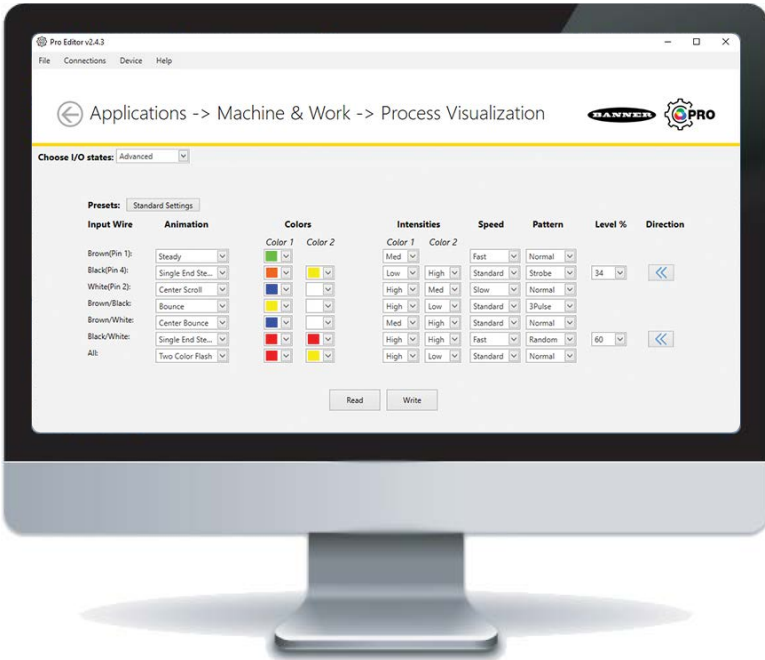 Pro Editor v2.4.3
File Connections Device Help
Applications -> Machine & Work -> Process Visualization
BANNER PRO
Choose I/O states: Advanced
Presets: Standard Settings
Input Wire Animation Colors Intensities Speed Pattern Level % Direction
Color 1 Color 2 Color 1 Color 2
Brown(Pin 1): Steady Med Fast Normal
Black(Pin 4): Single End Ste... Low High Standard Strobe 34
White(Pin 2): Center Scroll High Med Slow Normal
Brown/Black: Bounce High Low Standard 3Pulse
Brown/White: Center Bounce Med High Standard Normal
Black/White: Single End Ste... High High Fast Random 60
All: Two Color Flash High Low Standard Normal
Read Write